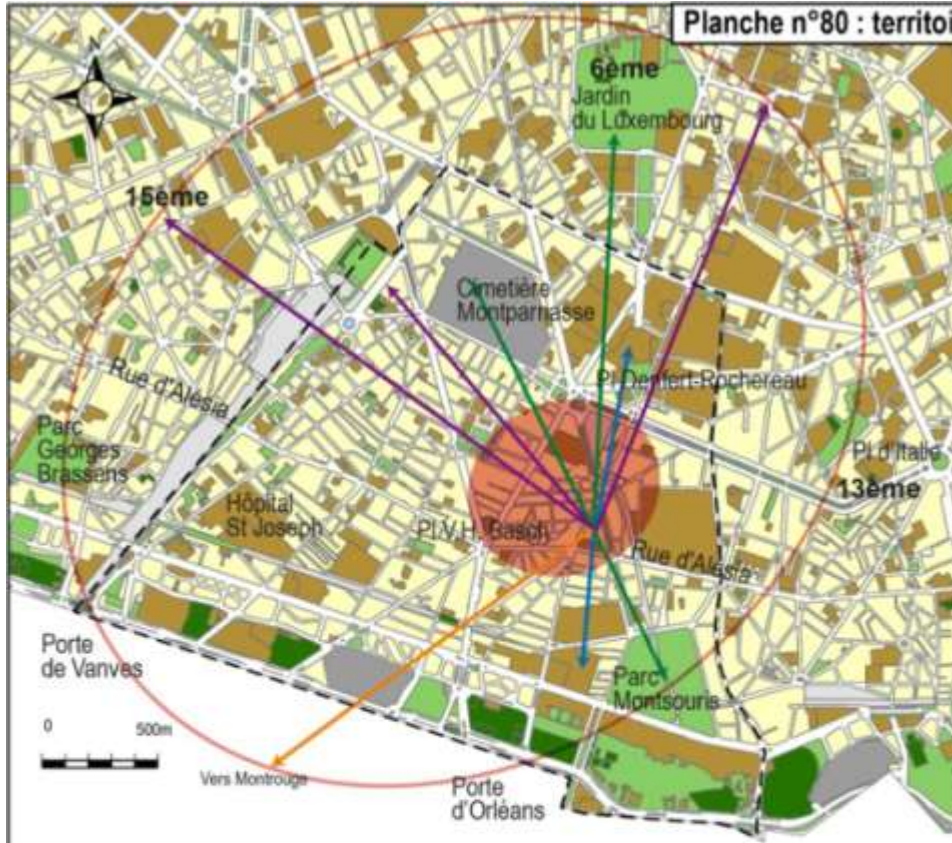 Planche n°80 : territoi
N
6ème
Jardin
du Luxembourg
15ème
Cimetière
Montparnasse
Rue d'Alésia
Pl Denfert-Rochereau
Parc
Georges
Brassens
Pl d'Italie
13ème
Hôpital
St Joseph
Pl.V.H. Basch
Rue d'Alésia
Porte
de Vanves
Parc
Montsouris
0 500m
Vers Montrouge
Porte
d'Orléans